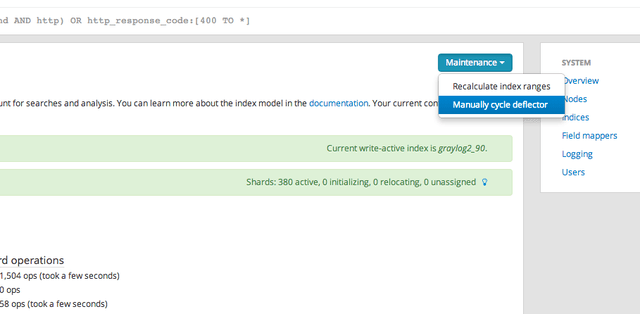 nd AND http) OR http_response_code:[400 TO *]
Maintenance
Recalculate index ranges
Manually cycle deflector
unt for searches and analysis. You can learn more about the index model in the documentation. Your current con
Current write-active index is graylog2_90.
Shards: 380 active, 0 initializing, 0 relocating, 0 unassigned
rd operations
1,504 ops (took a few seconds)
0 ops
58 ops (took a few seconds)
SYSTEM
Overview
Nodes
Indices
Field mappers
Logging
Users